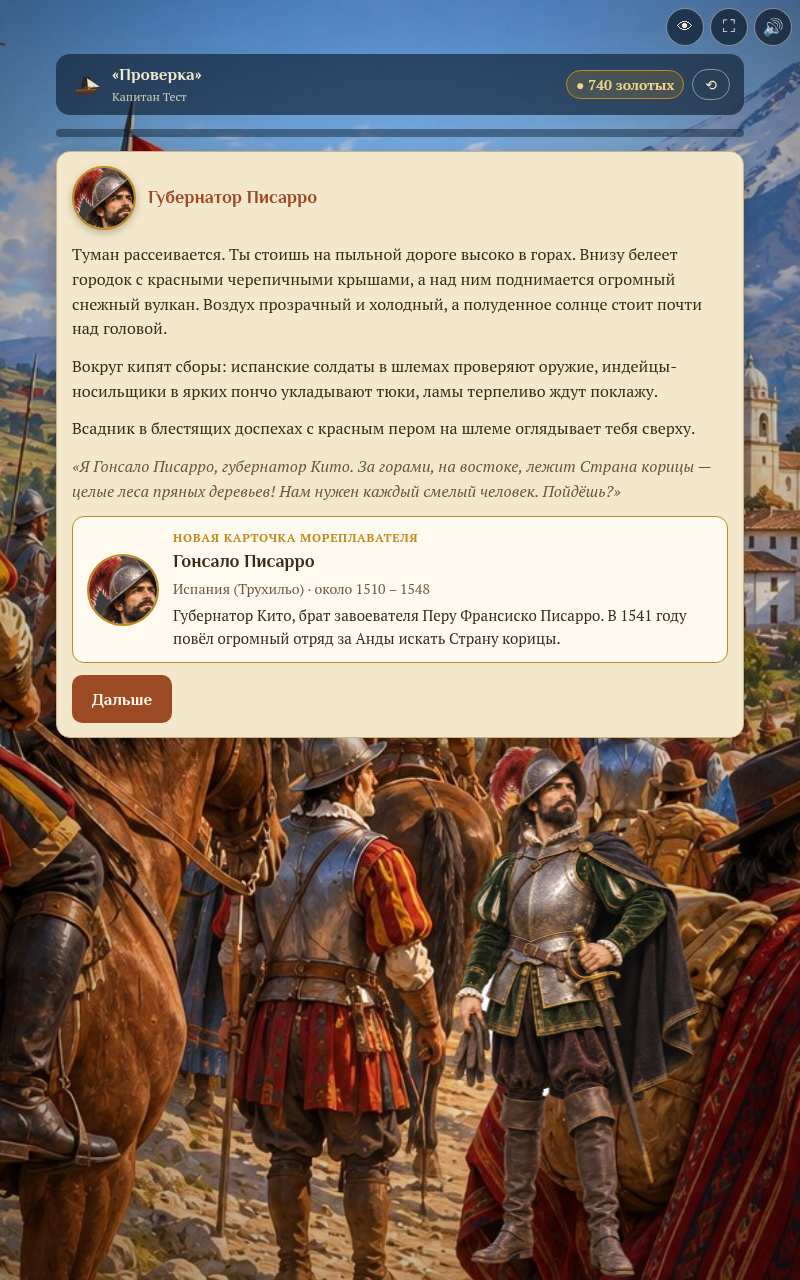 «Проверка»
Капитан Тест
● 740 золотых
Губернатор Писарро
Туман рассеивается. Ты стоишь на пыльной дороге высоко в горах. Внизу белеет
городок с красными черепичными крышами, а над ним поднимается огромный
снежный вулкан. Воздух прозрачный и холодный, а полуденное солнце стоит почти
над головой.
Вокруг кипят сборы: испанские солдаты в шлемах проверяют оружие, индейцы-
носильщики в ярких пончо укладывают тюки, ламы терпеливо ждут поклажу.
Всадник в блестящих доспехах с красным пером на шлеме оглядывает тебя сверху.
«Я Гонсало Писарро, губернатор Кито. За горами, на востоке, лежит Страна корицы —
целые леса пряных деревьев! Нам нужен каждый смелый человек. Пойдёшь?»
НОВАЯ КАРТОЧКА МОРЕПЛАВАТЕЛЯ
Гонсало Писарро
Испания (Трухильо) · около 1510 – 1548
Губернатор Кито, брат завоевателя Перу Франсиско Писарро. В 1541 году
повёл огромный отряд за Анды искать Страну корицы.
Дальше